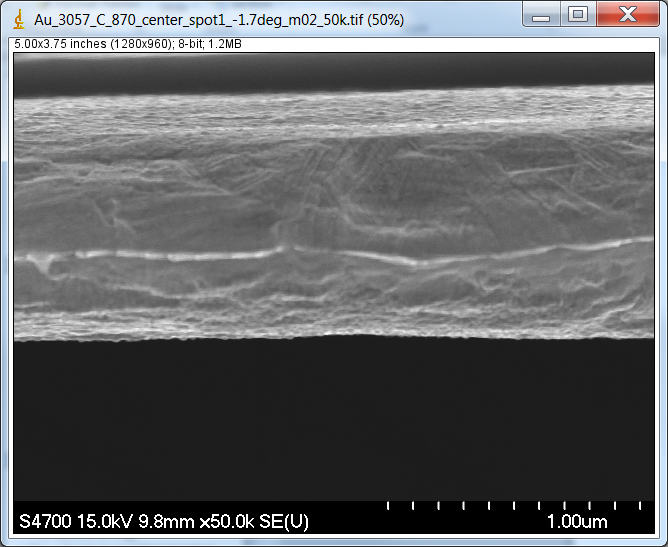 Au_3057_C_870_center_spot1_-1.7deg_m02_50k.tif (50%)
5.00x3.75 inches (1280x960); 8-bit; 1.2MB
S4700 15.0kV 9.8mm x50.0k SE(U)
1.00um